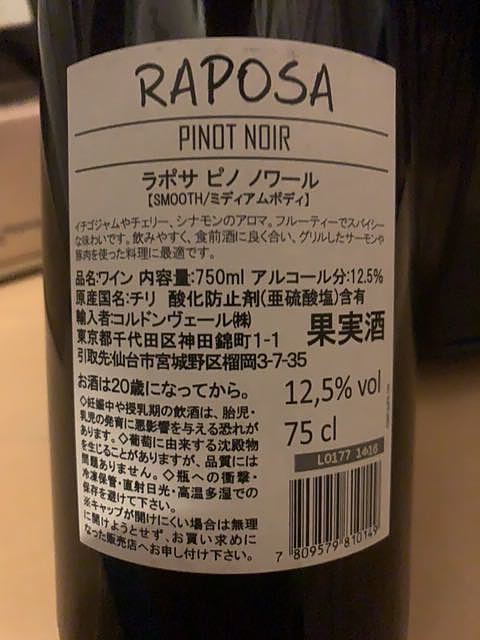 RAPOSA
PINOT NOIR
ラポサ ピノ ノワール
【SMOOTH/ミディアムボディ】
イチゴジャムやチェリー、シナモンのアロマ。フルーティーでスパイシー
な味わいです。飲みやすく、食前酒に良く合い、グリルしたサーモンや
豚肉を使った料理に最適です。
品名:ワイン 内容量:750ml アルコール分:12.5%
原産国名:チリ 酸化防止剤(亜硫酸塩)含有
輸入者:コルドンヴェール㈱
東京都千代田区神田錦町1-1
果実酒
引取先:仙台市宮城野区榴岡3-7-35
お酒は20歳になってから。
◇妊娠中や授乳期の飲酒は、胎児・
乳児の発育に悪影響を与える恐れが
あります。◇葡萄に由来する沈殿物
を生じることがありますが、品質には
問題ありません。◇瓶への衝撃・
冷凍保管・直射日光・高温多湿での
保存を避けて下さい。
※キャップが開けにくい場合は無理
に開けようとせず、お買い求めに
なった販売店へお申し付け下さい。
12,5% vol
75 cl
LO177 1416
7 809579 810149